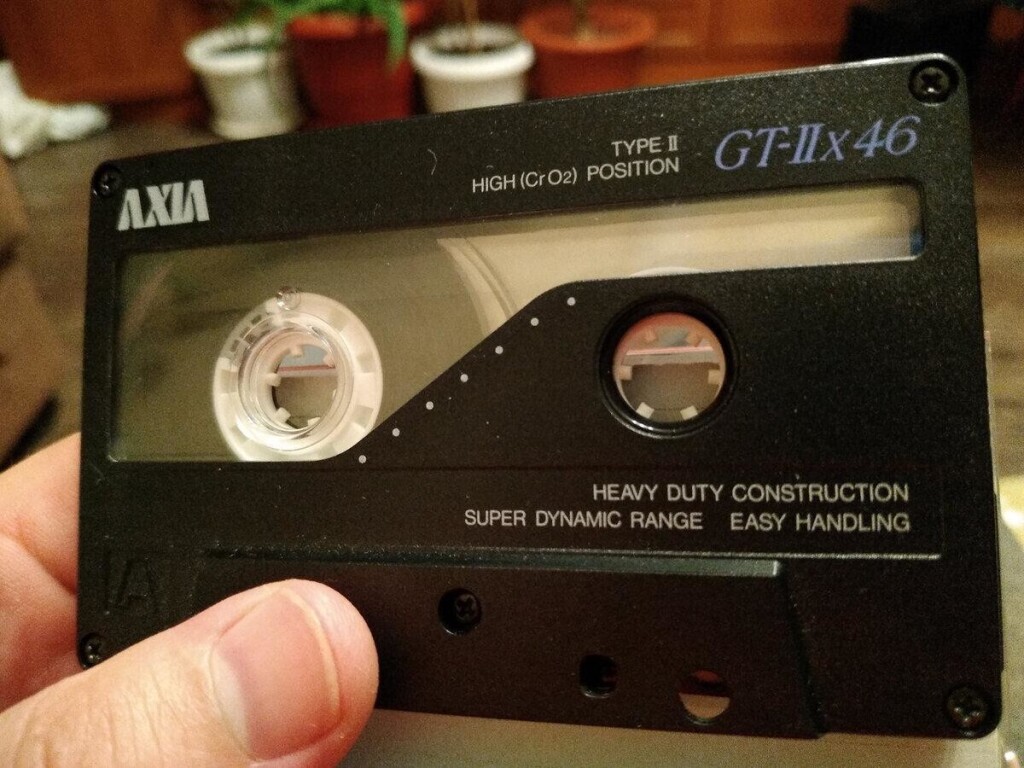 AXIA
TYPE II
HIGH (CrO2) POSITION
GT-IIx 46
HEAVY DUTY CONSTRUCTION
SUPER DYNAMIC RANGE EASY HANDLING
A